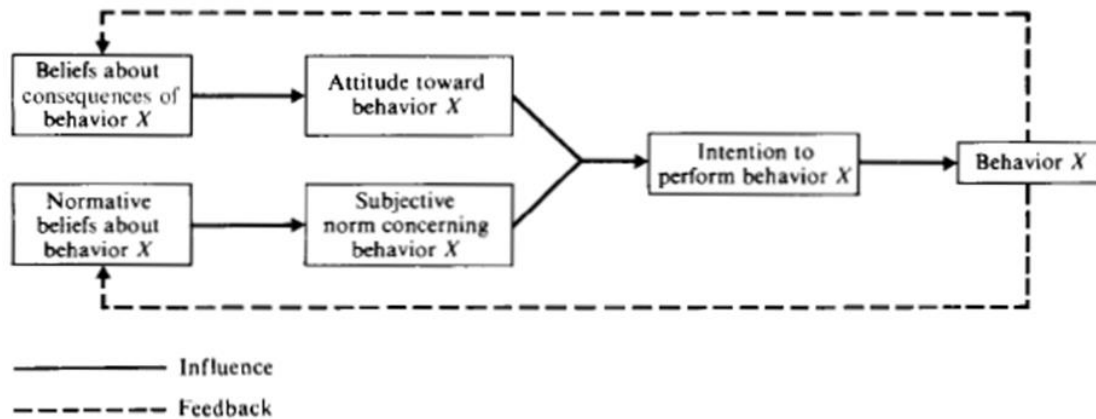 Beliefs about
consequences of
behavior X
Attitude toward
behavior X
Normative
beliefs about
behavior X
Subjective
norm concerning
behavior X
Intention to
perform behavior X
Behavior X
Influence
Feedback